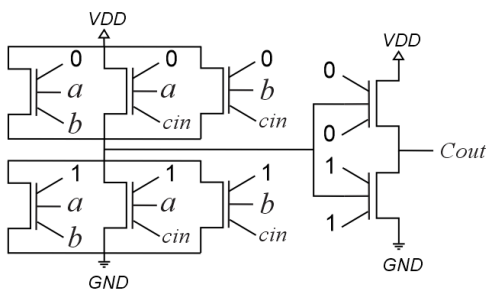 VDD
VDD
0 0 0
a a b
b cin cin
0
0
Cout
1 1 1
a a b
b cin cin
1
1
GND
GND